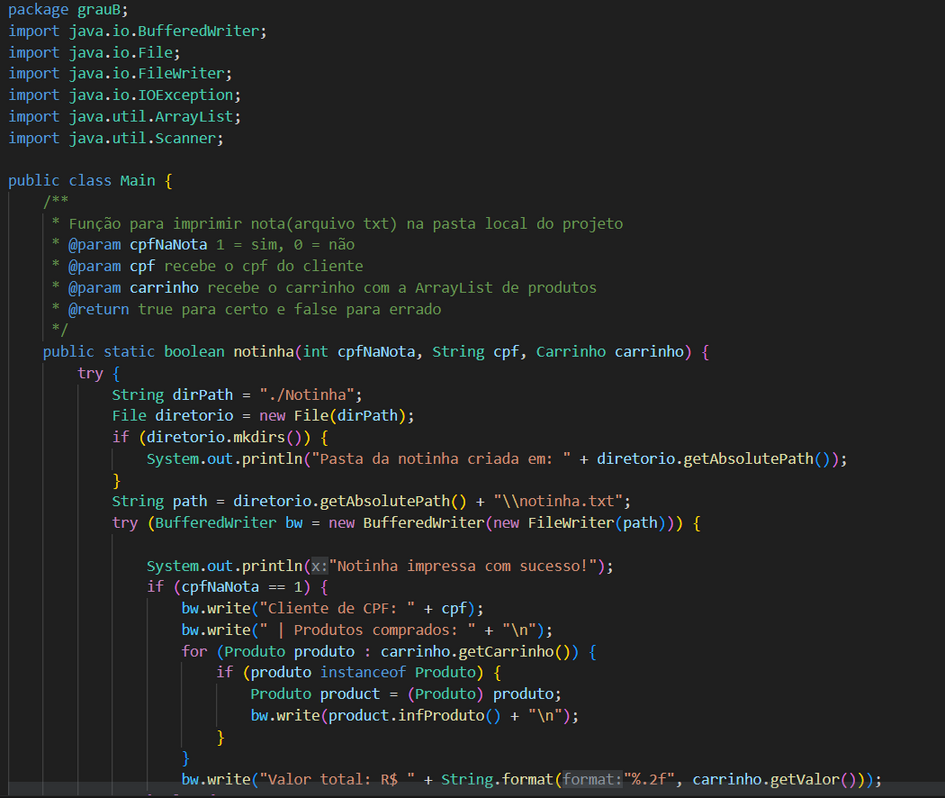 package grauB;
import java.io.BufferedWriter;
import java.io.File;
import java.io.FileWriter;
import java.io.IOException;
import java.util.ArrayList;
import java.util.Scanner;
public class Main {
/**
* Função para imprimir nota(arquivo txt) na pasta local do projeto
* @param cpfNaNota 1 = sim, 0 = não
* @param cpf recebe o cpf do cliente
* @param carrinho recebe o carrinho com a ArrayList de produtos
* @return true para certo e false para errado
*/
public static boolean notinha(int cpfNaNota, String cpf, Carrinho carrinho) {
try {
String dirPath = "./Notinha";
File diretorio = new File(dirPath);
if (diretorio.mkdirs()) {
System.out.println("Pasta da notinha criada em: " + diretorio.getAbsolutePath());
}
String path = diretorio.getAbsolutePath() + "\\notinha.txt";
try (BufferedWriter bw = new BufferedWriter(new FileWriter(path))) {
System.out.println(x:"Notinha impressa com sucesso!");
if (cpfNaNota == 1) {
bw.write("Cliente de CPF: " + cpf);
bw.write(" | Produtos comprados: " + "\n");
for (Produto produto : carrinho.getCarrinho()) {
if (produto instanceof Produto) {
Produto product = (Produto) produto;
bw.write(product.infProduto() + "\n");
}
}
bw.write("Valor total: R$ " + String.format(format:"%.2f", carrinho.getValor()));